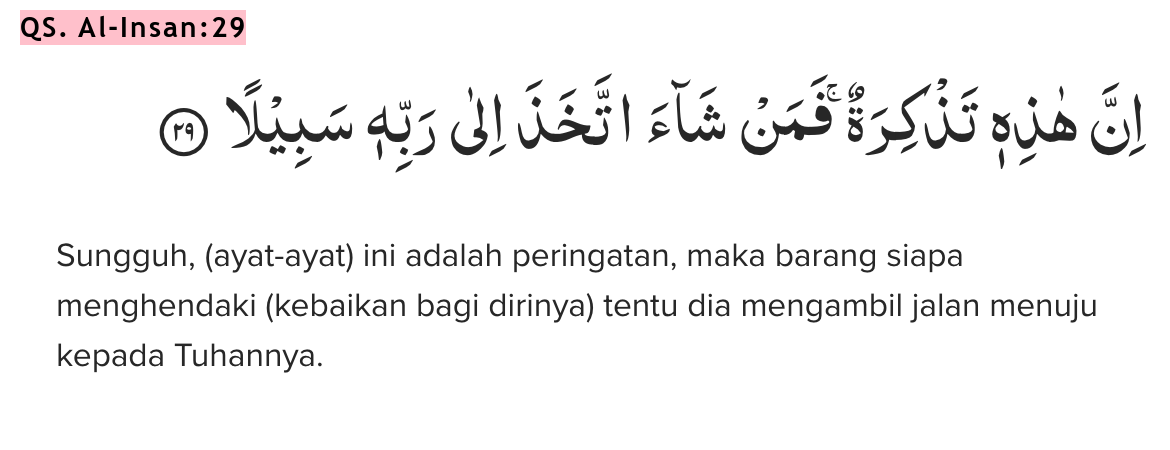 QS. Al-Insan:29
اِنَّ هٰذِهٖ تَذْكِرَةٌ ۚفَمَنْ شَاۤءَ اتَّخَذَ اِلٰى رَبِّهٖ سَبِيْلًا ٢٩
Sungguh, (ayat-ayat) ini adalah peringatan, maka barang siapa
menghendaki (kebaikan bagi dirinya) tentu dia mengambil jalan menuju
kepada Tuhannya.